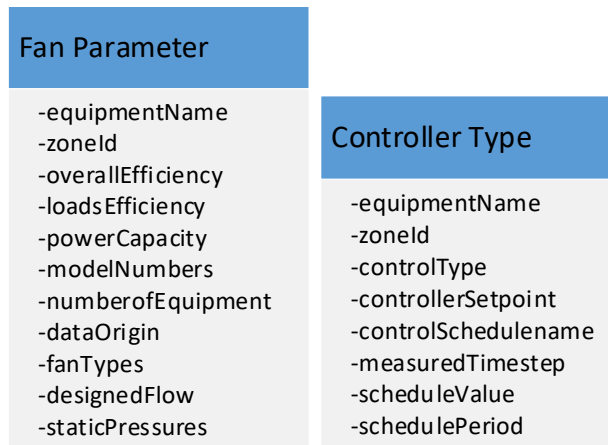 Fan Parameter
-equipmentName
-zoneId
-overallEfficiency
-loadsEfficiency
-powerCapacity
-modelNumbers
-numberofEquipment
-dataOrigin
-fanTypes
-designedFlow
-staticPressures
Controller Type
-equipmentName
-zoneId
-controlType
-controllerSetpoint
-controlSchedulename
-measuredTimestep
-scheduleValue
-schedulePeriod